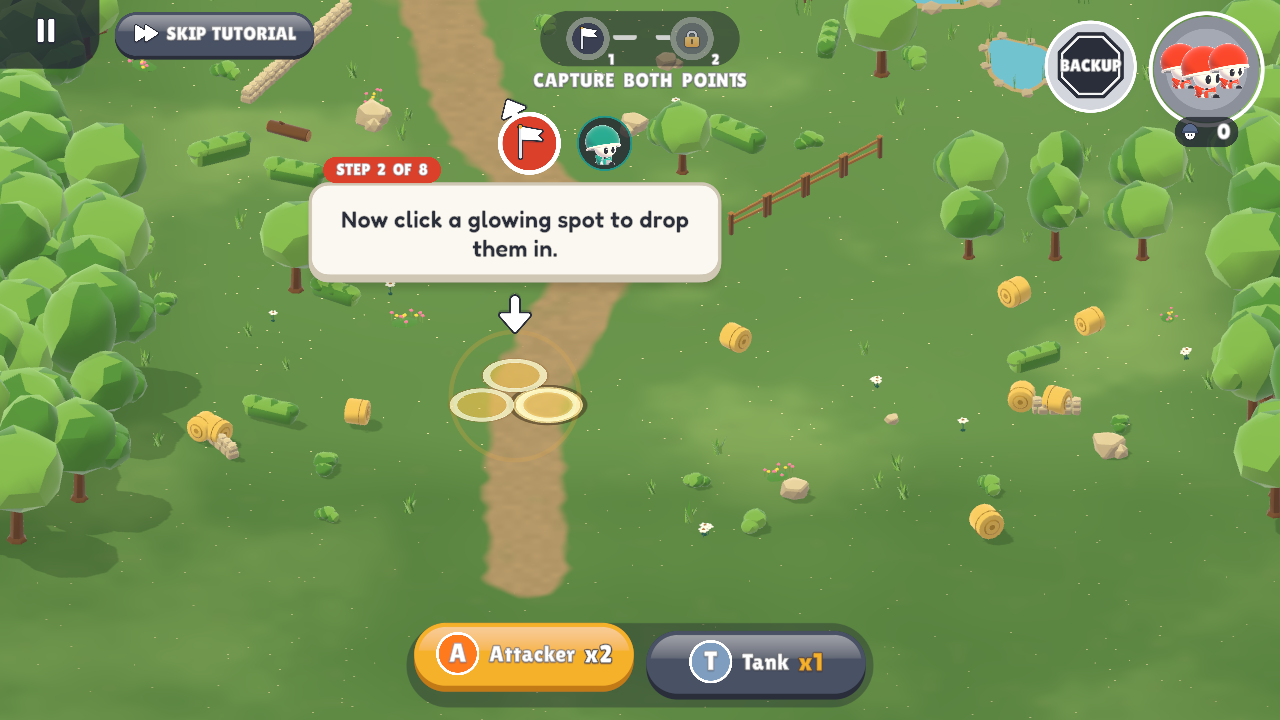 SKIP TUTORIAL
1
2
CAPTURE BOTH POINTS
BACKUP
0
STEP 2 OF 8
Now click a glowing spot to drop
them in.
A Attacker x2
T Tank x1